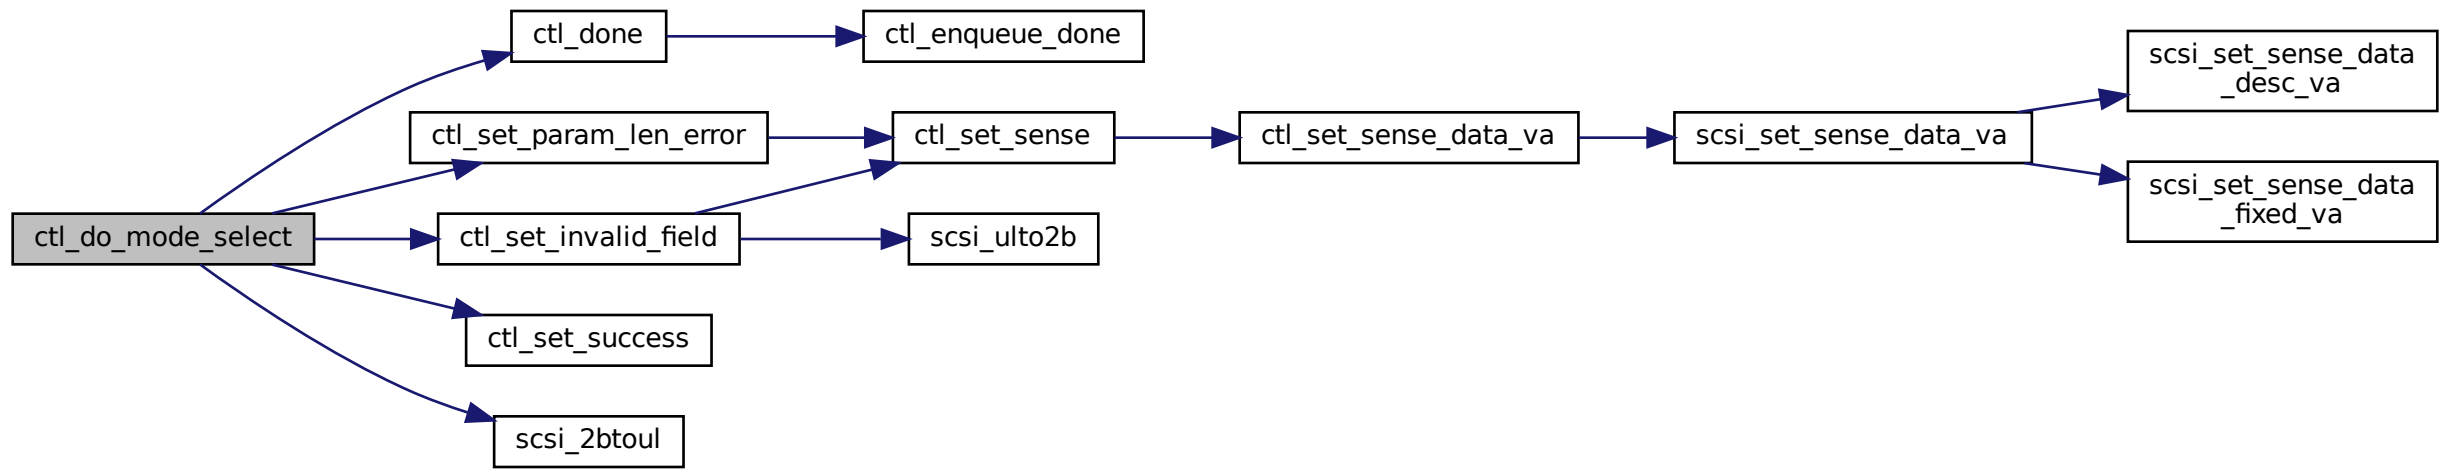 ctl_done
ctl_enqueue_done
scsi_set_sense_data
_desc_va
ctl_set_param_len_error
ctl_set_sense
ctl_set_sense_data_va
scsi_set_sense_data_va
scsi_set_sense_data
_fixed_va
ctl_do_mode_select
ctl_set_invalid_field
scsi_ulto2b
ctl_set_success
scsi_2btoul